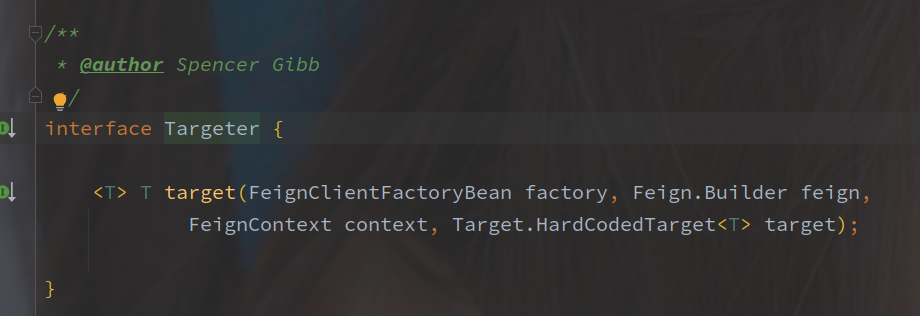 /**
* @author Spencer Gibb
*/
interface Targeter {
<T> T target(FeignClientFactoryBean factory, Feign.Builder feign,
FeignContext context, Target.HardCodedTarget<T> target);
}